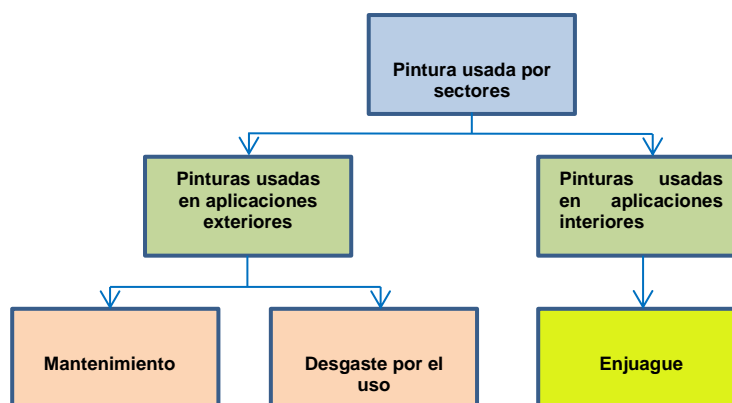 Pintura usada por
sectores
Pinturas usadas
en aplicaciones
exteriores
Pinturas usadas
en aplicaciones
interiores
Mantenimiento
Desgaste por el
uso
Enjuague